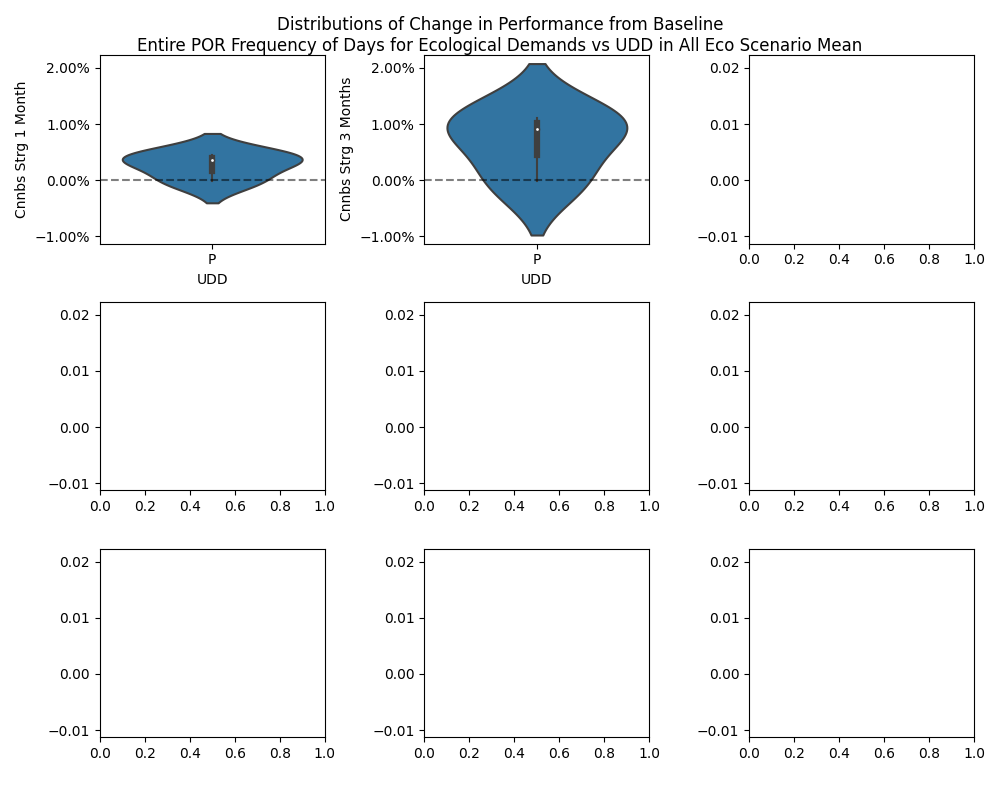 Distributions of Change in Performance from Baseline
Entire POR Frequency of Days for Ecological Demands vs UDD in All Eco Scenario Mean
Cnnbs Strg 1 Month
2.00%
1.00%
0.00%
−1.00%
P
UDD
Cnnbs Strg 3 Months
2.00%
1.00%
0.00%
−1.00%
P
UDD
0.02
0.01
0.00
−0.01
0.0 0.2 0.4 0.6 0.8 1.0
0.02
0.01
0.00
−0.01
0.0 0.2 0.4 0.6 0.8 1.0
0.02
0.01
0.00
−0.01
0.0 0.2 0.4 0.6 0.8 1.0
0.02
0.01
0.00
−0.01
0.0 0.2 0.4 0.6 0.8 1.0
0.02
0.01
0.00
−0.01
0.0 0.2 0.4 0.6 0.8 1.0
0.02
0.01
0.00
−0.01
0.0 0.2 0.4 0.6 0.8 1.0
0.02
0.01
0.00
−0.01
0.0 0.2 0.4 0.6 0.8 1.0